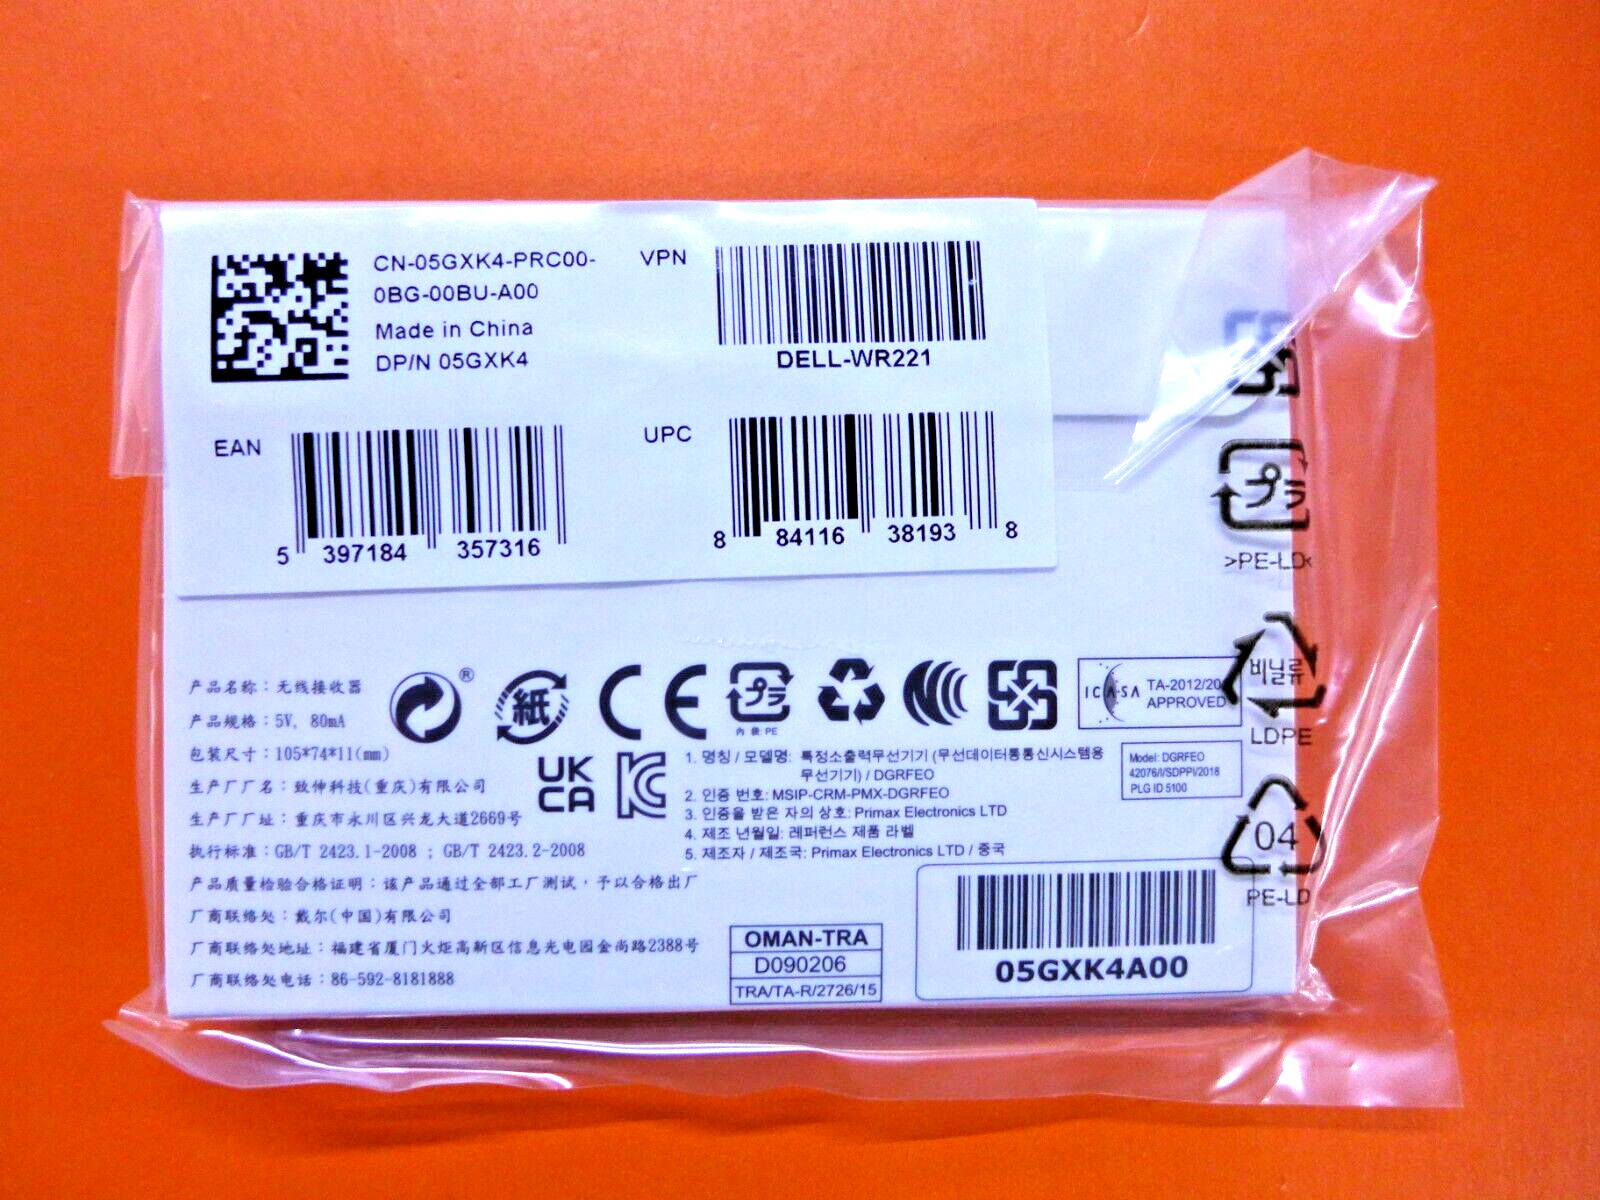 CN-05GXK4-PRC00-
0BG-00BU-A00
Made in China
DP/N 05GXK4
VPN
DELL-WR221
EAN
5 397184 357316
UPC
8 84116 38193 8
プラ
>PE-LD<
비닐류
LDPE
04
PE-LD
产品名称：无线接收器
产品规格：5V, 80mA
包装尺寸：105*74*11(mm)
生产厂厂名：致伸科技(重庆)有限公司
生产厂厂址：重庆市永川区兴龙大道2669号
执行标准：GB/T 2423.1-2008 ; GB/T 2423.2-2008
产品质量检验合格证明：该产品通过全部工厂测试，予以合格出厂
厂商联络处：戴尔(中国)有限公司
厂商联络处地址：福建省厦门火炬高新区信息光电园金尚路2388号
厂商联络处电话：86-592-8181888
®
紙
CE
プラ
内袋 PE
ICASA
TA-2012/20
APPROVED
UK
CA
1. 명칭 / 모델명: 특정소출력무선기기 (무선데이터통통신시스템용
무선기기) / DGRFEO
2. 인증 번호: MSIP-CRM-PMX-DGRFEO
3. 인증을 받은 자의 상호: Primax Electronics LTD
4. 제조 년월일: 레퍼런스 제품 라벨
5. 제조자 / 제조국: Primax Electronics LTD / 중국
Model: DGRFEO
42076/I/SDPPI/2018
PLG ID 5100
OMAN-TRA
D090206
TRA/TA-R/2726/15
05GXK4A00